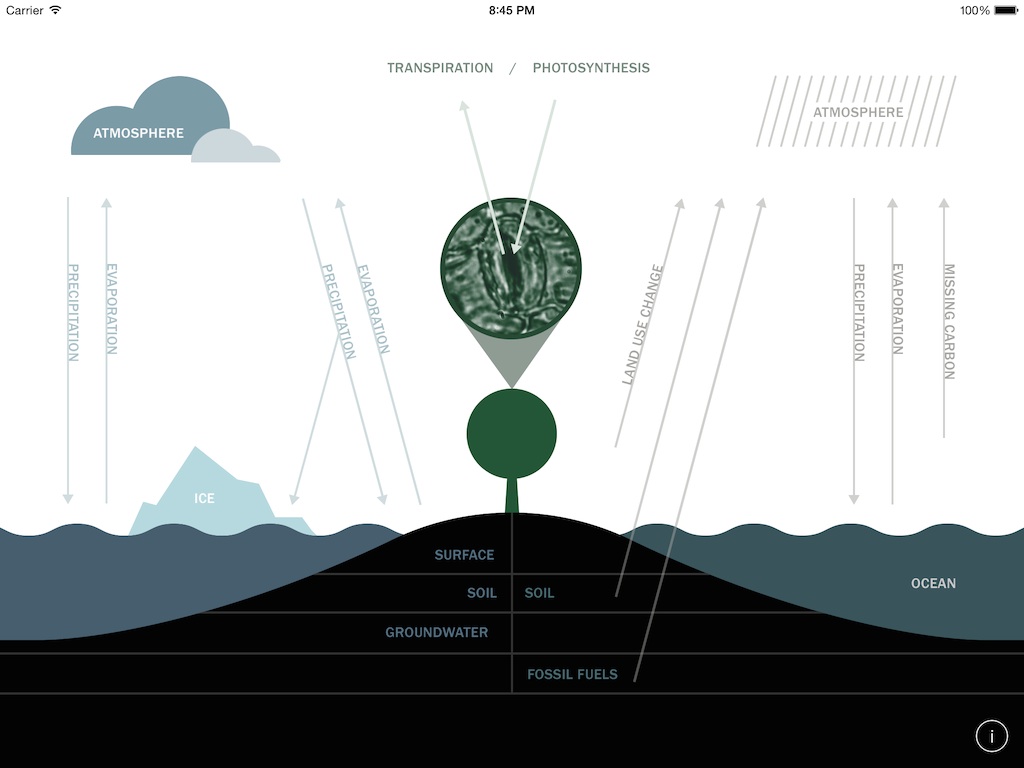 Carrier 8:45 PM 100%
TRANSPIRATION / PHOTOSYNTHESIS
ATMOSPHERE
ATMOSPHERE
PRECIPITATION
EVAPORATION
PRECIPITATION
EVAPORATION
LAND USE CHANGE
PRECIPITATION
EVAPORATION
MISSING CARBON
ICE
SURFACE
OCEAN
SOIL SOIL
GROUNDWATER
FOSSIL FUELS
i